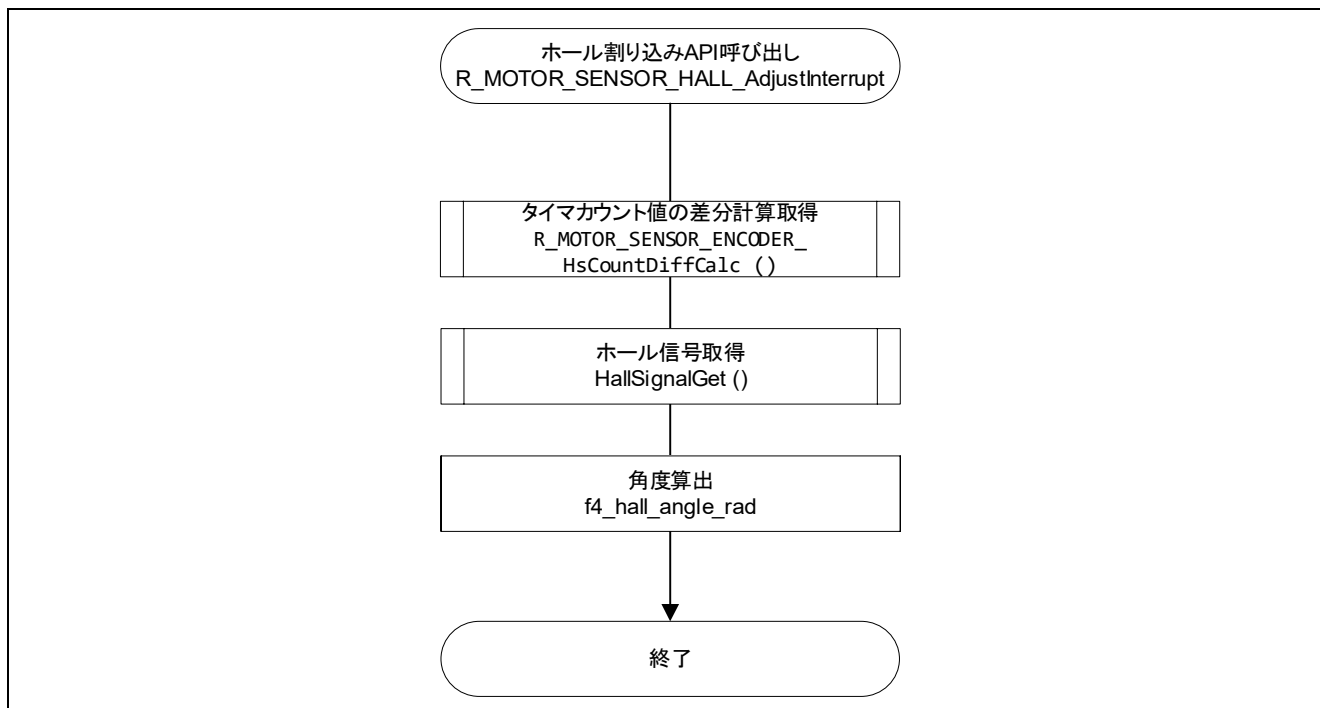 ホール割り込みAPI呼び出し
R_MOTOR_SENSOR_HALL_AdjustInterrupt
タイマカウント値の差分計算取得
R_MOTOR_SENSOR_ENCODER_
HsCountDiffCalc ()
ホール信号取得
HallSignalGet ()
角度算出
f4_hall_angle_rad
終了